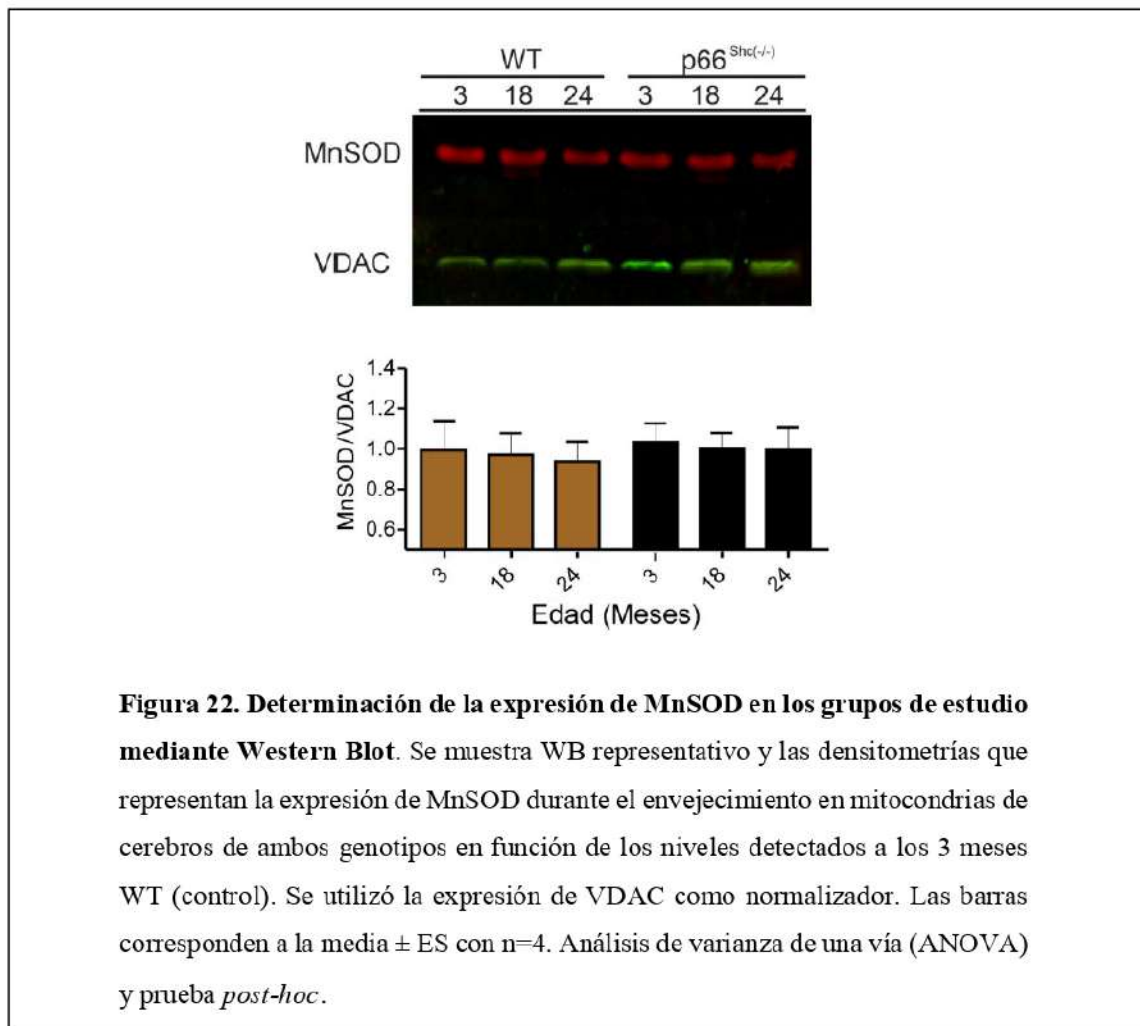 WT p66Shc(-/-)
3 18 24 3 18 24
MnSOD
VDAC
MnSOD/VDAC
1.4
1.2
1.0
0.8
0.6
3 18 24 3 18 24
Edad (Meses)
Figura 22. Determinación de la expresión de MnSOD en los grupos de estudio
mediante Western Blot. Se muestra WB representativo y las densitometrías que
representan la expresión de MnSOD durante el envejecimiento en mitocondrias de
cerebros de ambos genotipos en función de los niveles detectados a los 3 meses
WT (control). Se utilizó la expresión de VDAC como normalizador. Las barras
corresponden a la media ± ES con n=4. Análisis de varianza de una vía (ANOVA)
y prueba post-hoc.